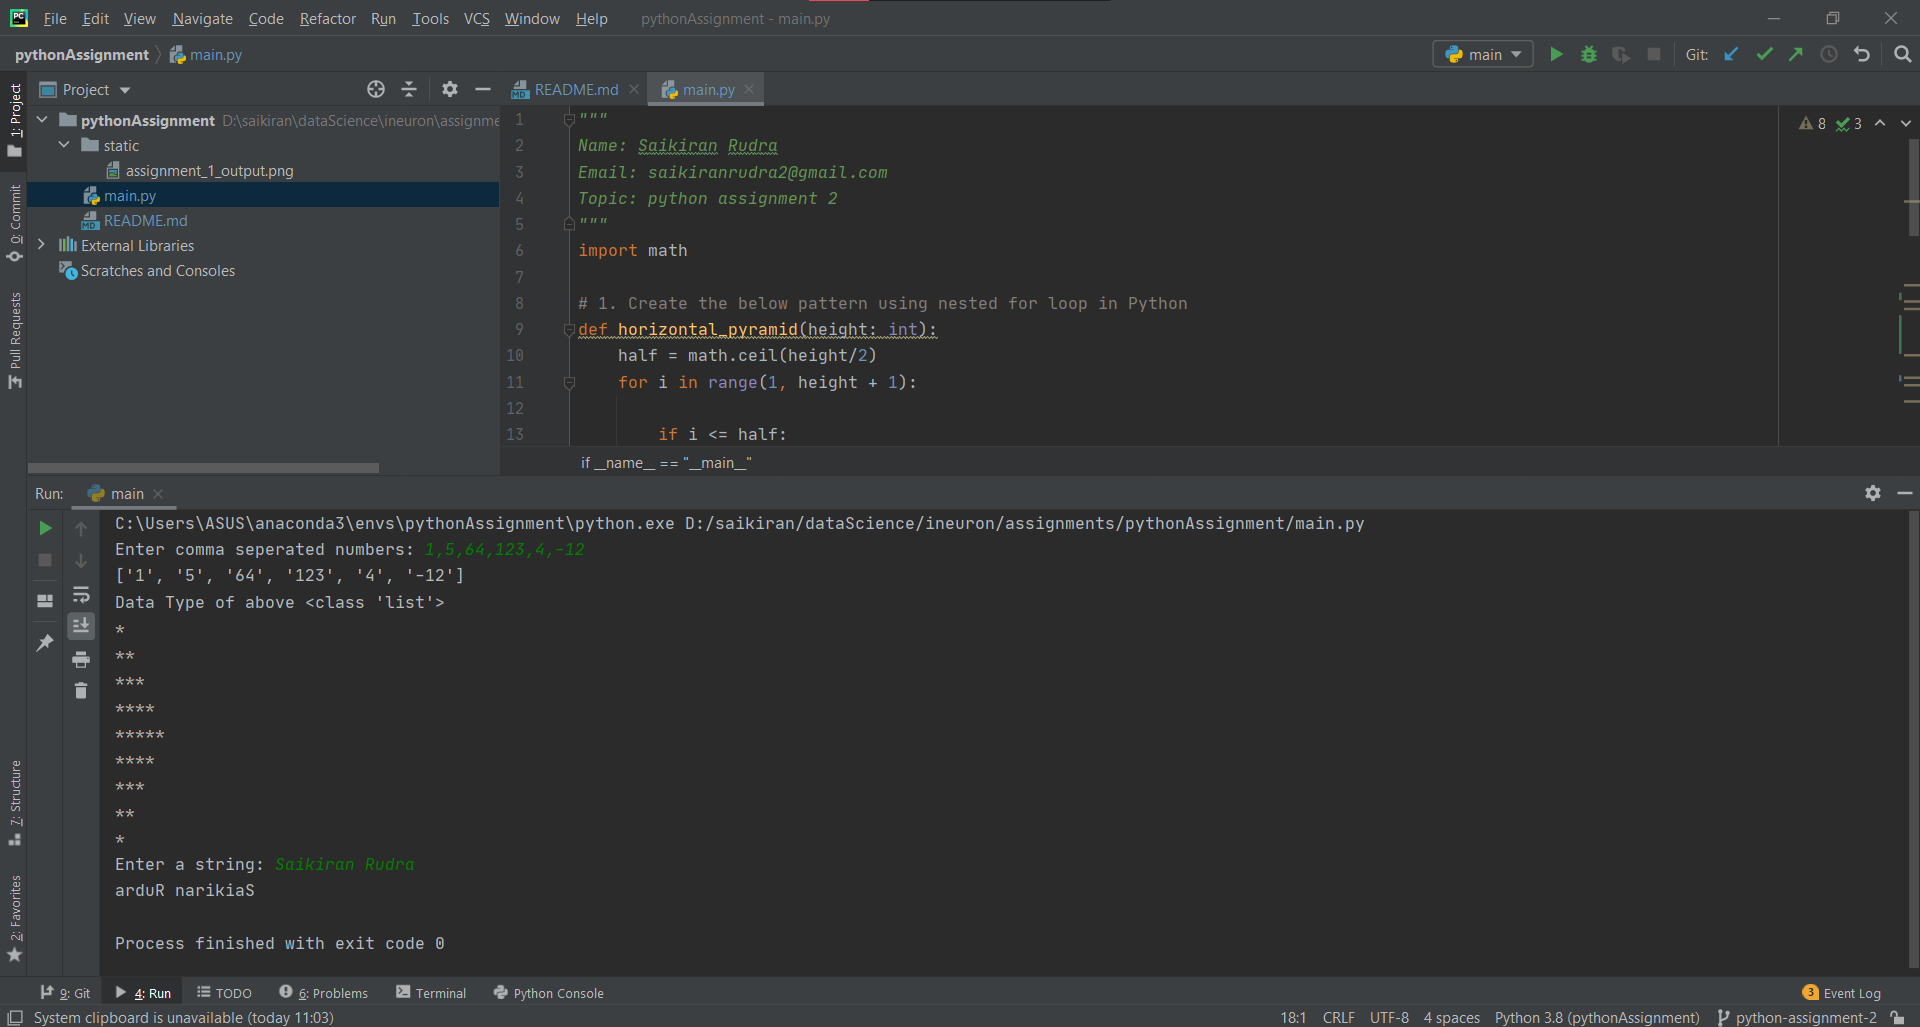 PC File Edit View Navigate Code Refactor Run Tools VCS Window Help pythonAssignment - main.py
pythonAssignment main.py main Git:
1: Project
0: Commit
Pull Requests
7: Structure
2: Favorites
Project
pythonAssignment D:\saikiran\dataScience\ineuron\assignme
static
assignment_1_output.png
main.py
MD README.md
External Libraries
Scratches and Consoles
MD README.md main.py
8 3
1 """
2 Name: Saikiran Rudra
3 Email: saikiranrudra2@gmail.com
4 Topic: python assignment 2
5 """
6 import math
7
8 # 1. Create the below pattern using nested for loop in Python
9 def horizontal_pyramid(height: int):
10 half = math.ceil(height/2)
11 for i in range(1, height + 1):
12
13 if i <= half:
if __name__ == "__main__"
Run: main
C:\Users\ASUS\anaconda3\envs\pythonAssignment\python.exe D:/saikiran/dataScience/ineuron/assignments/pythonAssignment/main.py
Enter comma seperated numbers: 1,5,64,123,4,-12
['1', '5', '64', '123', '4', '-12']
Data Type of above <class 'list'>
*
**
***
****
*****
****
***
**
*
Enter a string: Saikiran Rudra
arduR narikiaS
Process finished with exit code 0
9: Git 4: Run TODO 6: Problems Terminal Python Console 3 Event Log
System clipboard is unavailable (today 11:03) 18:1 CRLF UTF-8 4 spaces Python 3.8 (pythonAssignment) python-assignment-2